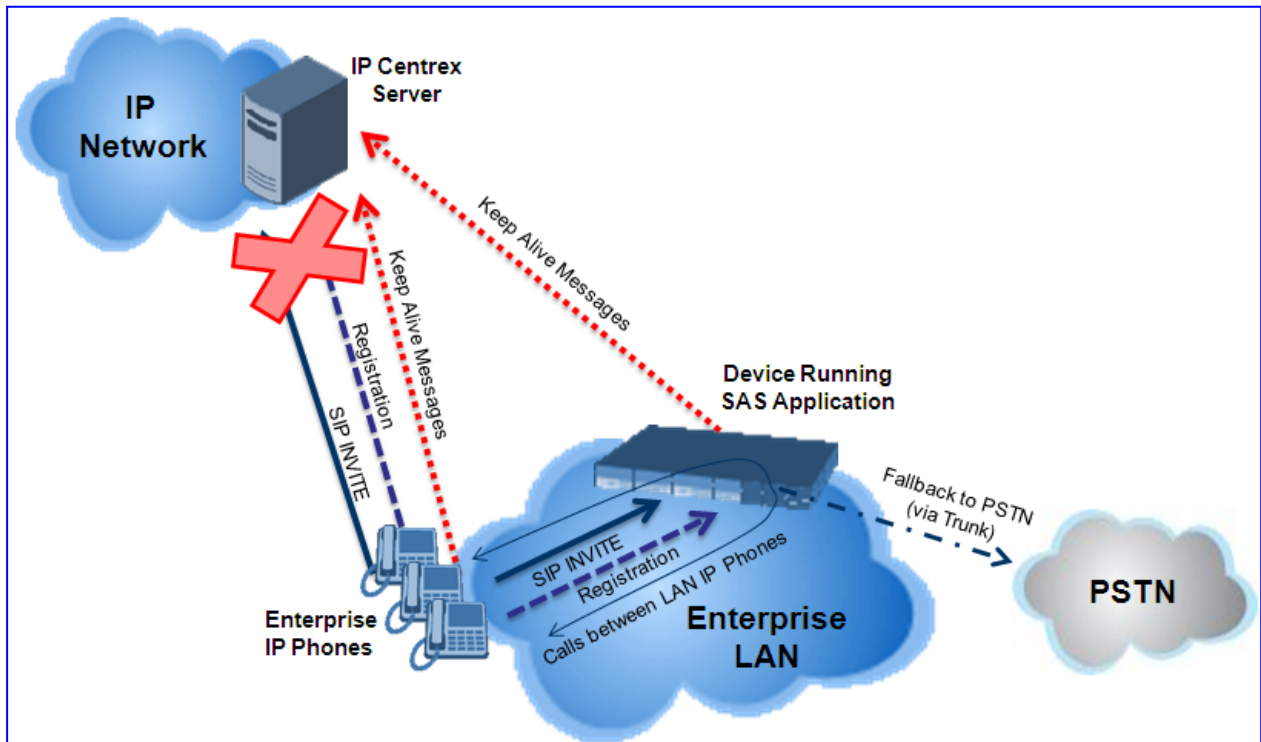 IP Centrex
Server
IP
Network
Keep Alive Messages
Keep Alive Messages
Registration
SIP INVITE
Device Running
SAS Application
Fallback to PSTN
(via Trunk)
SIP INVITE
Registration
Calls between LAN IP Phones
Enterprise
IP Phones
Enterprise
LAN
PSTN